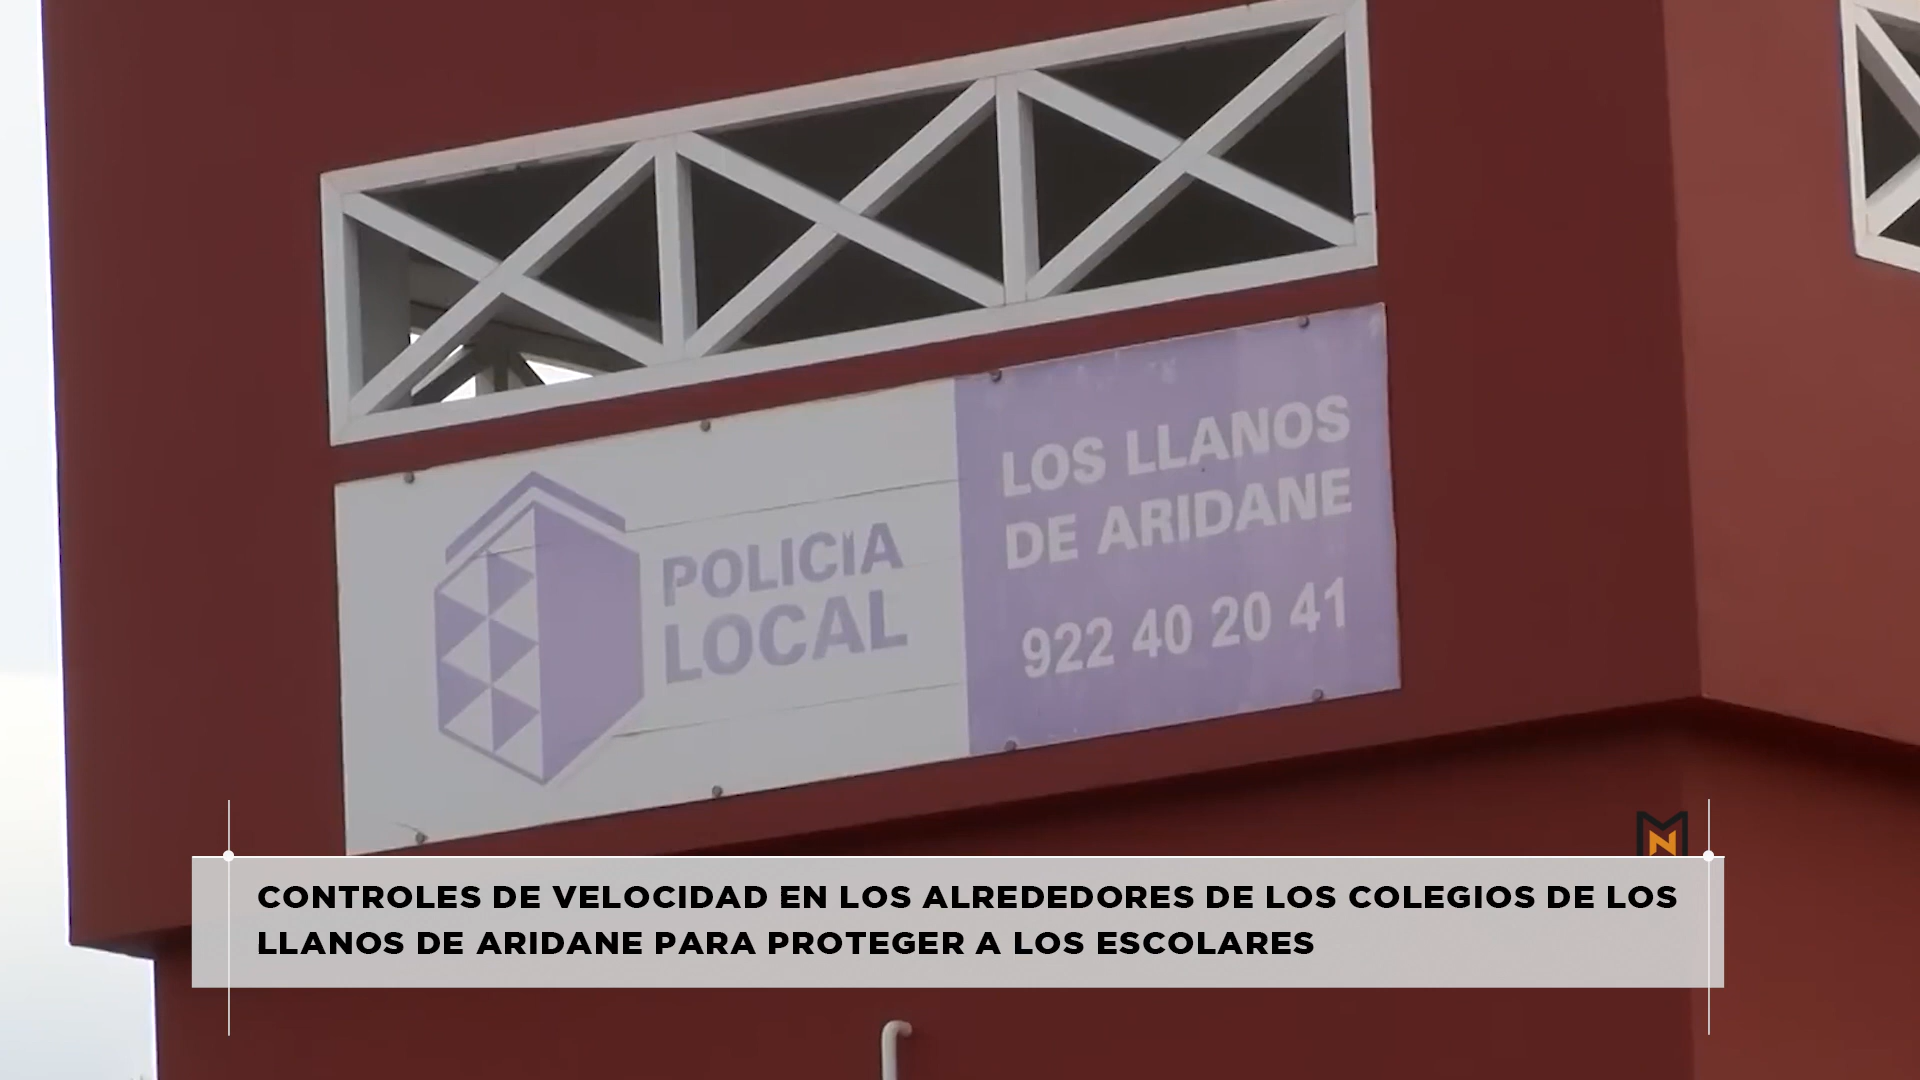 POLICIA
LOCAL
LOS LLANOS
DE ARIDANE
922 40 20 41
CONTROLES DE VELOCIDAD EN LOS ALREDEDORES DE LOS COLEGIOS DE LOS
LLANOS DE ARIDANE PARA PROTEGER A LOS ESCOLARES